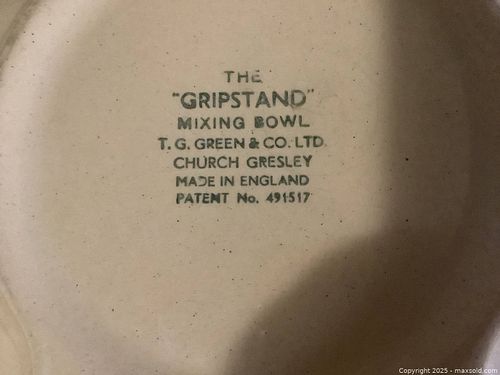 THE
"GRIPSTAND"
MIXING BOWL
T. G. GREEN & CO. LTD.
CHURCH GRESLEY
MADE IN ENGLAND
PATENT No. 491517
Copyright 2025 - maxsold.com